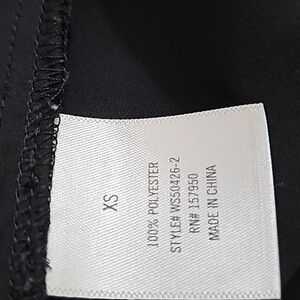 XS
100% POLYESTER
STYLE# WS50426-2
RN# 157950
MADE IN CHINA